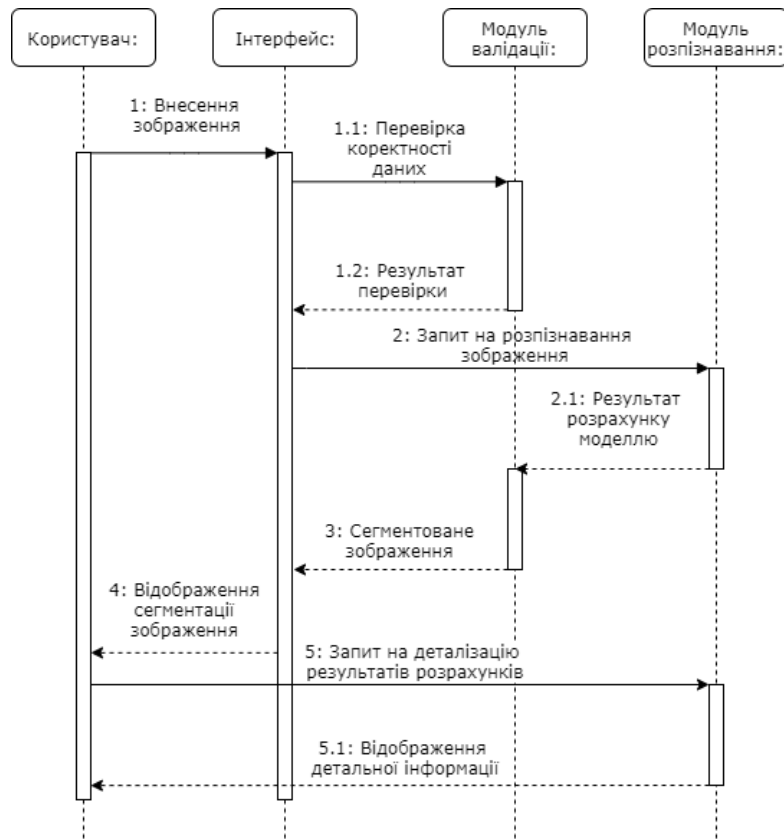 Користувач:
Інтерфейс:
Модуль
валідації:
Модуль
розпізнавання:
1: Внесення
зображення
1.1: Перевірка
коректності
даних
1.2: Результат
перевірки
2: Запит на розпізнавання
зображення
2.1: Результат
розрахунку
моделлю
3: Сегментоване
зображення
4: Відображення
сегментації
зображення
5: Запит на деталізацію
результатів розрахунків
5.1: Відображення
детальної інформації